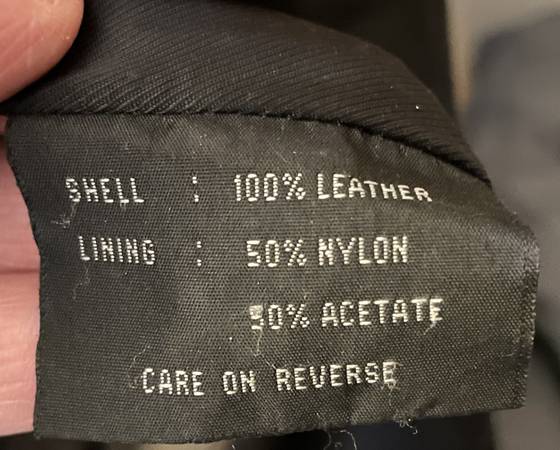 SHELL : 100% LEATHER
LINING : 50% NYLON
50% ACETATE
CARE ON REVERSE